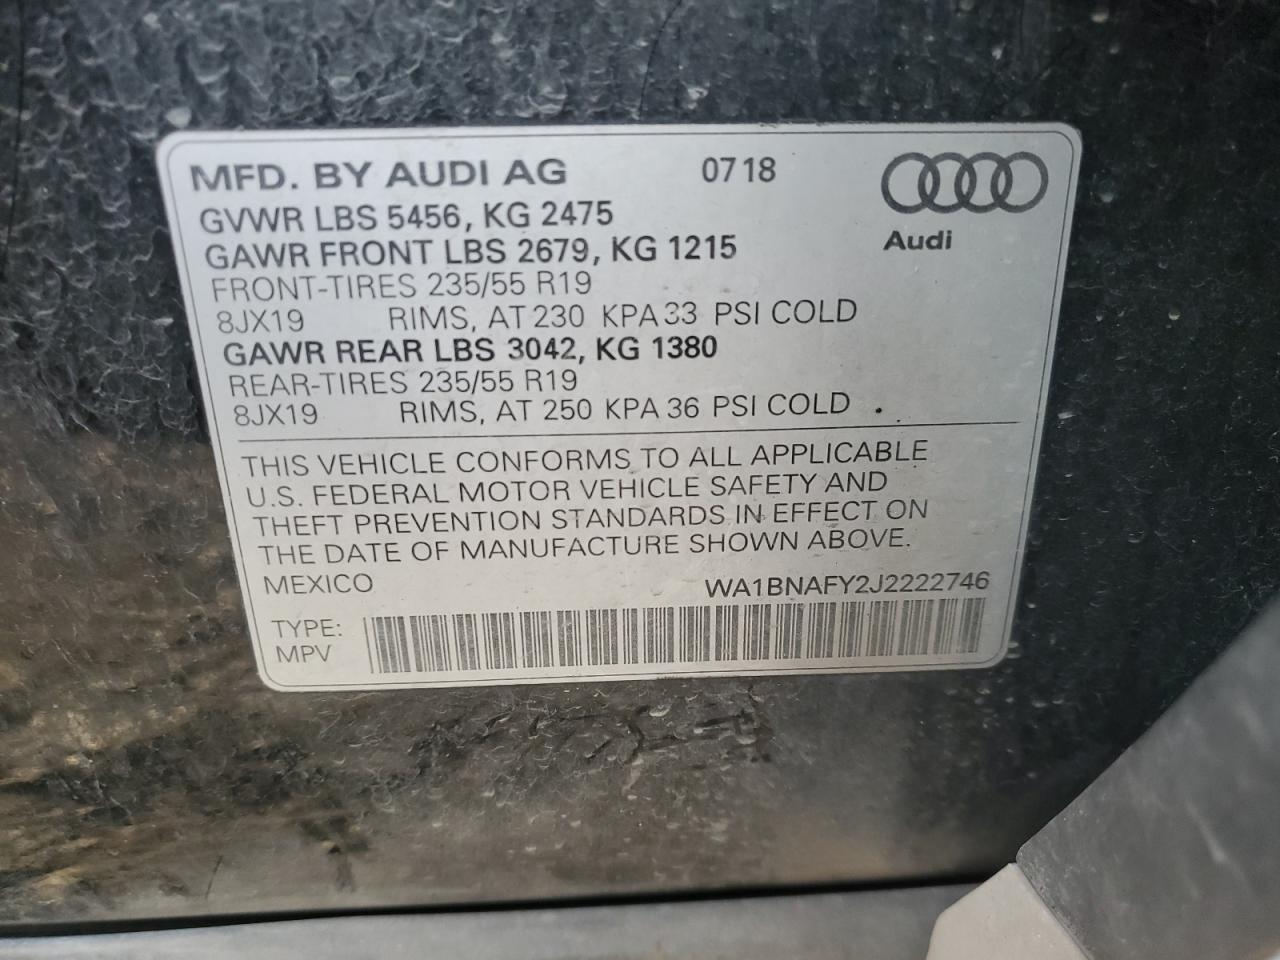 MFD. BY AUDI AG 0718
GVWR LBS 5456, KG 2475
GAWR FRONT LBS 2679, KG 1215
Audi
FRONT-TIRES 235/55 R19
8JX19 RIMS, AT 230 KPA 33 PSI COLD
GAWR REAR LBS 3042, KG 1380
REAR-TIRES 235/55 R19
8JX19 RIMS, AT 250 KPA 36 PSI COLD
THIS VEHICLE CONFORMS TO ALL APPLICABLE
U.S. FEDERAL MOTOR VEHICLE SAFETY AND
THEFT PREVENTION STANDARDS IN EFFECT ON
THE DATE OF MANUFACTURE SHOWN ABOVE.
MEXICO WA1BNAFY2J2222746
TYPE:
MPV